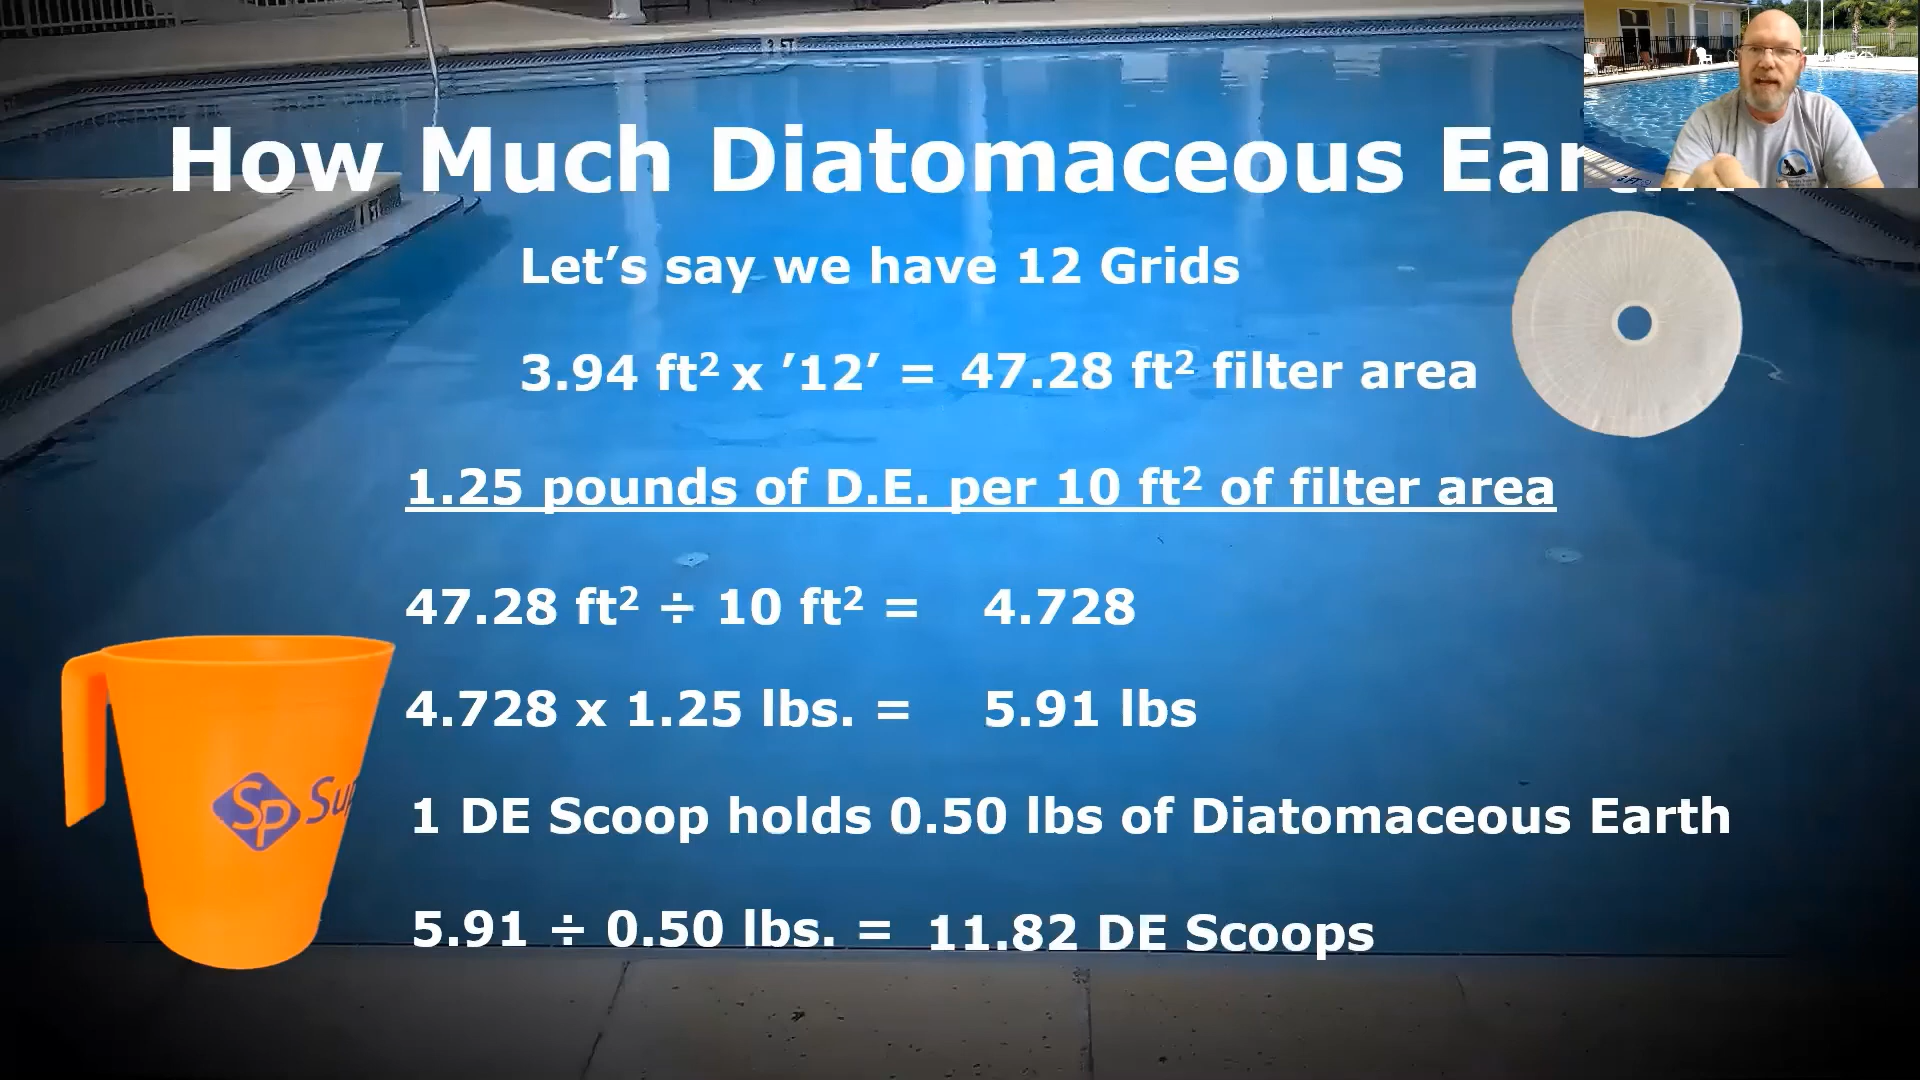 How Much Diatomaceous Earth
Let’s say we have 12 Grids
3.94 ft² x ’12’ = 47.28 ft² filter area
1.25 pounds of D.E. per 10 ft² of filter area
47.28 ft² ÷ 10 ft² = 4.728
4.728 x 1.25 lbs. = 5.91 lbs
SP
1 DE Scoop holds 0.50 lbs of Diatomaceous Earth
5.91 ÷ 0.50 lbs. = 11.82 DE Scoops
3 FT